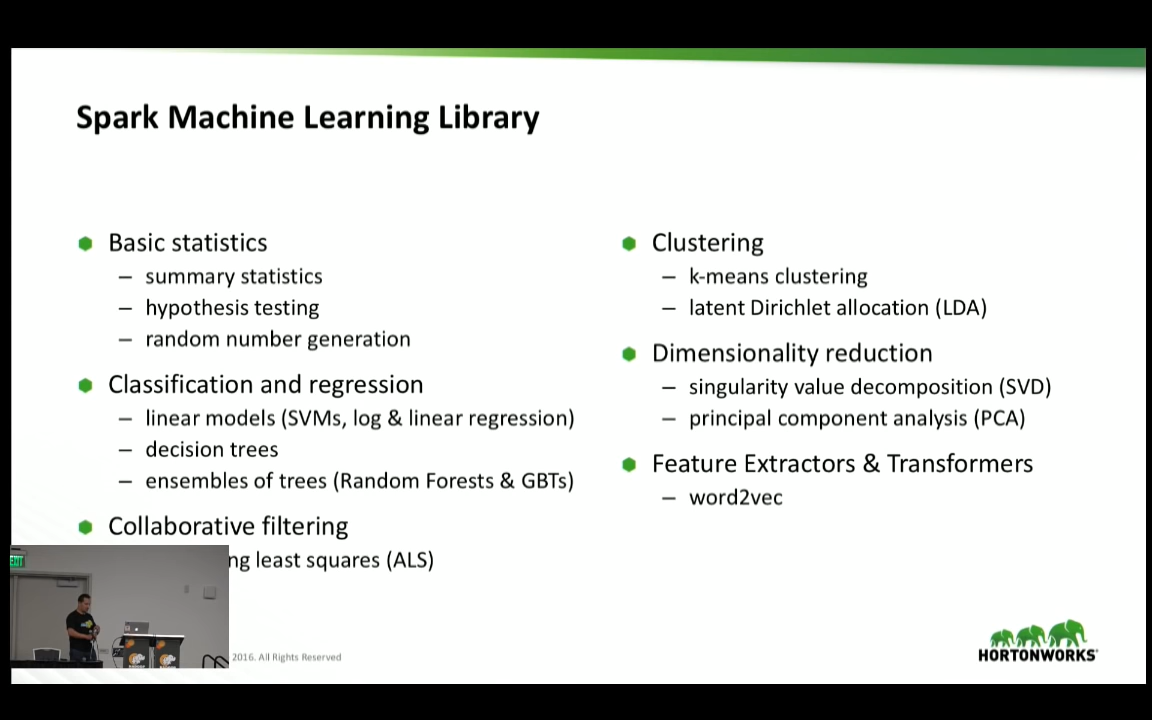 Spark Machine Learning Library
Basic statistics
– summary statistics
– hypothesis testing
– random number generation
Classification and regression
– linear models (SVMs, log & linear regression)
– decision trees
– ensembles of trees (Random Forests & GBTs)
Collaborative filtering
ng least squares (ALS)
Clustering
– k-means clustering
– latent Dirichlet allocation (LDA)
Dimensionality reduction
– singularity value decomposition (SVD)
– principal component analysis (PCA)
Feature Extractors & Transformers
– word2vec
2016. All Rights Reserved
HORTONWORKS